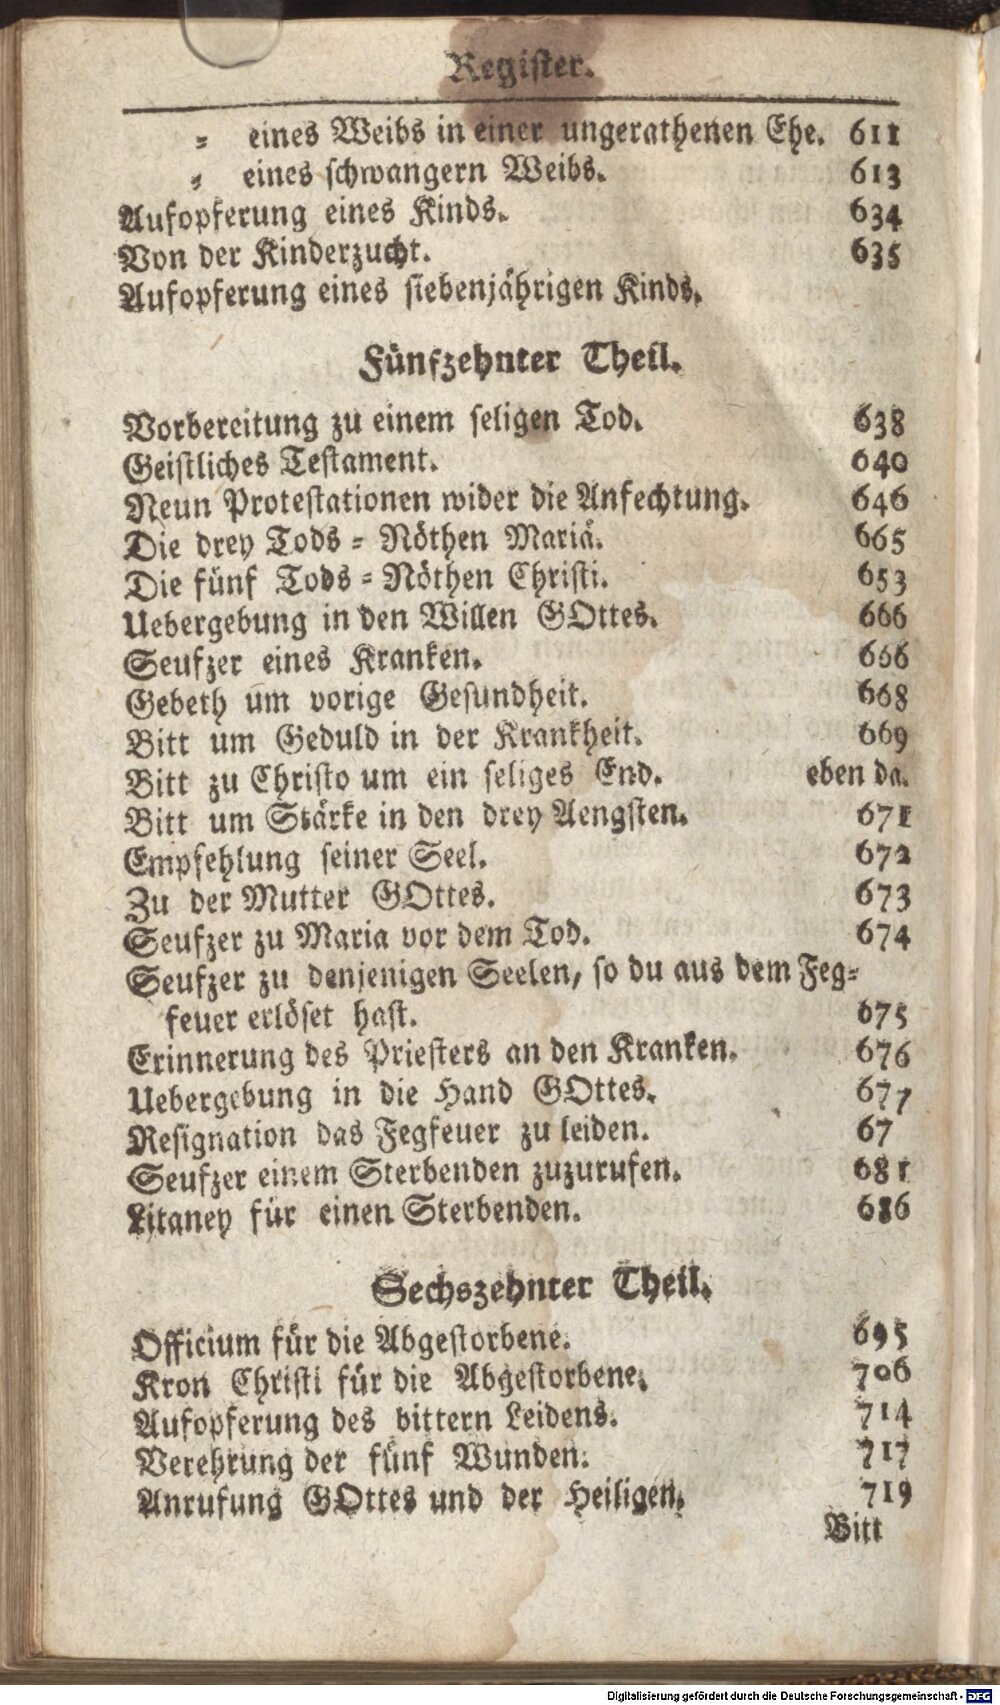 Register.
= eines Weibs in einer ungerathenen Ehe. 611
= eines schwangern Weibs. 613
Aufopferung eines Kinds. 634
Von der Kinderzucht. 635
Aufopferung eines siebenjährigen Kinds.
Fünfzehnter Theil.
Vorbereitung zu einem seligen Tod. 638
Geistliches Testament. 640
Neun Protestationen wider die Anfechtung. 646
Die drey Tods = Nöthen Mariä. 665
Die fünf Tods = Nöthen Christi. 653
Uebergebung in den Willen GOttes. 666
Seufzer eines Kranken. 666
Gebeth um vorige Gesundheit. 668
Bitt um Geduld in der Krankheit. 669
Bitt zu Christo um ein seliges End. eben da.
Bitt um Stärke in den drey Aengsten. 671
Empfehlung seiner Seel. 672
Zu der Mutter GOttes. 673
Seufzer zu Maria vor dem Tod. 674
Seufzer zu denjenigen Seelen, so du aus dem Feg=
feuer erlöset hast. 675
Erinnerung des Priesters an den Kranken. 676
Uebergebung in die Hand GOttes. 677
Resignation das Fegfeuer zu leiden. 67
Seufzer einem Sterbenden zuzurufen. 681
Litaney für einen Sterbenden. 686
Sechszehnter Theil.
Officium für die Abgestorbene. 695
Kron Christi für die Abgestorbene. 706
Aufopferung des bittern Leidens. 714
Verehrung der fünf Wunden. 717
Anrufung GOttes und der Heiligen. 719
Bitt
Digitalisierung gefördert durch die Deutsche Forschungsgemeinschaft - DFG